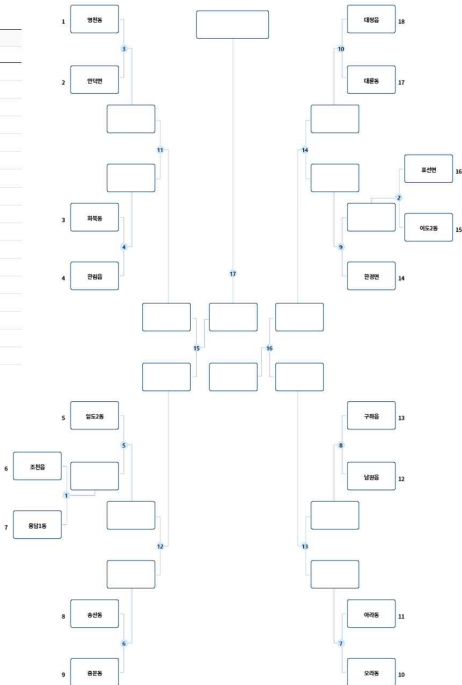 1 영천동
대정읍 18
3
10
2 안덕면
대륜동 17
11
14
표선면 16
2
3 화북동
이도2동 15
4
9
4 한림읍
한경면 14
17
15
16
5 일도2동
구좌읍 13
5
8
6 조천읍
남원읍 12
1
7 용담1동
12
13
8 송산동
아라동 11
6
7
9 중문동
오라동 10